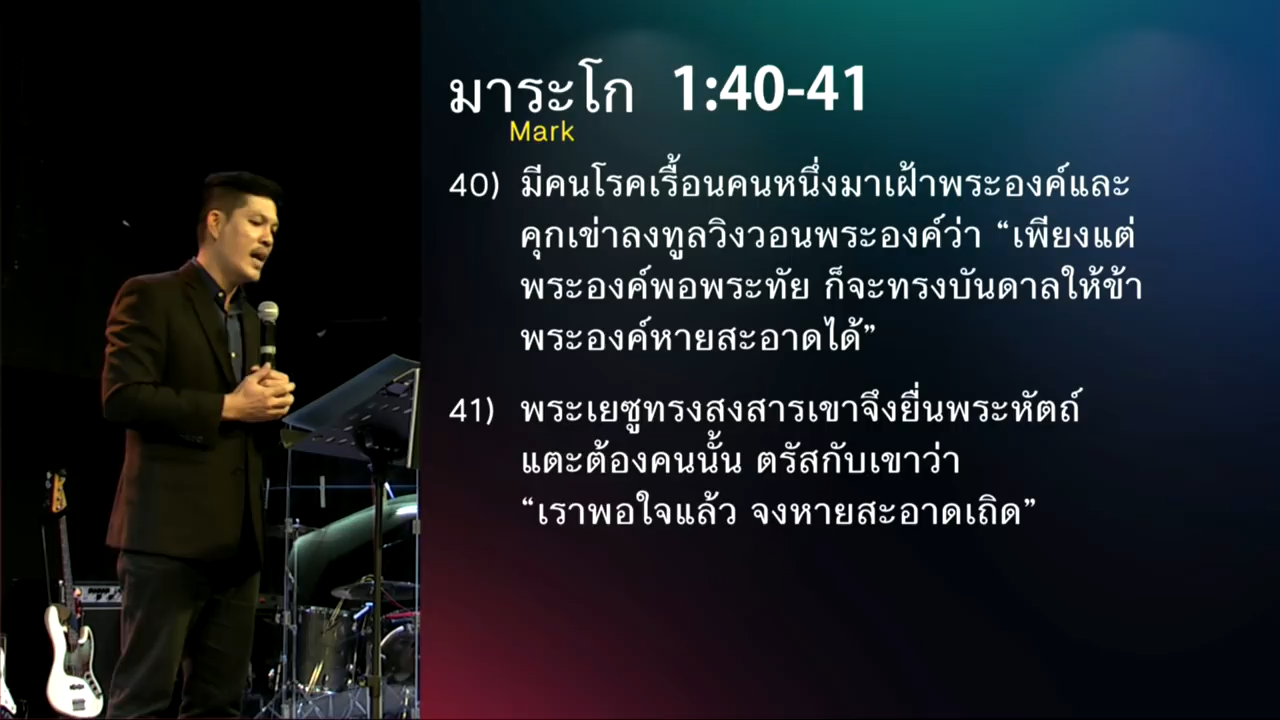 มาระโก 1:40-41
Mark
40) มีคนโรคเรื้อนคนหนึ่งมาเฝ้าพระองค์และ
คุกเข่าลงทูลวิงวอนพระองค์ว่า “เพียงแต่
พระองค์พอพระทัย ก็จะทรงบันดาลให้ข้า
พระองค์หายสะอาดได้”
41) พระเยซูทรงสงสารเขาจึงยื่นพระหัตถ์
แตะต้องคนนั้น ตรัสกับเขาว่า
“เราพอใจแล้ว จงหายสะอาดเถิด”